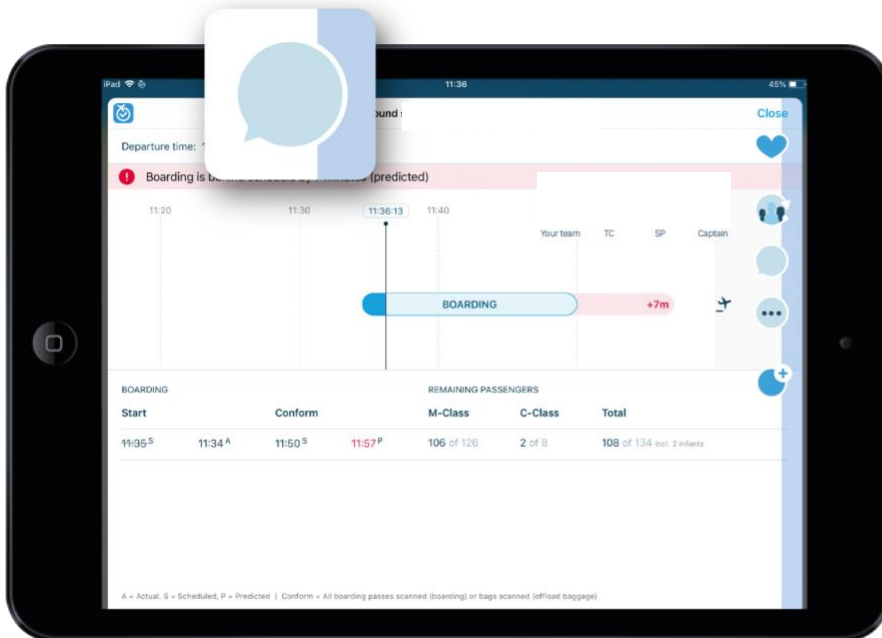 iPad 11:36 45%
Close
Departure time:
Boarding is (predicted)
11:20 11:30 11:36:13 11:40
Your team TC SP Captain
BOARDING +7m
BOARDING REMAINING PASSENGERS
Start Conform M-Class C-Class Total
11:35 S 11:34 A 11:50 S 11:57 P 106 of 126 2 of 8 108 of 134 incl. 2 infants
A = Actual, S = Scheduled, P = Predicted | Conform = All boarding passes scanned (boarding) or bags scanned (offload baggage)